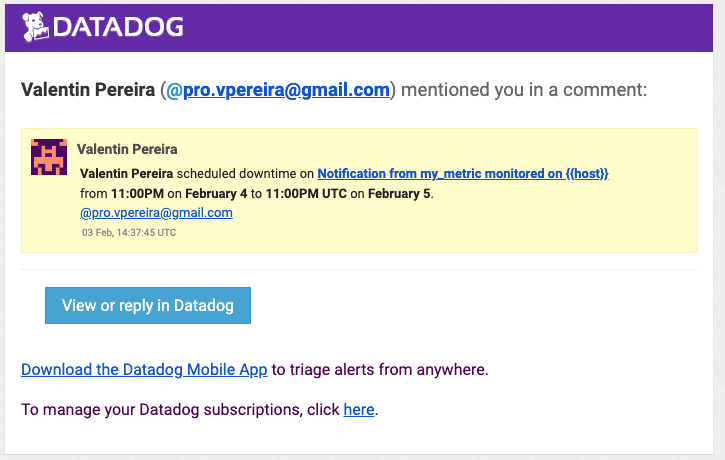 DATADOG
Valentin Pereira (@pro.vpereira@gmail.com) mentioned you in a comment:
Valentin Pereira
Valentin Pereira scheduled downtime on Notification from my_metric monitored on {{host}}
from 11:00PM on February 4 to 11:00PM UTC on February 5.
@pro.vpereira@gmail.com
03 Feb, 14:37:45 UTC
View or reply in Datadog
Download the Datadog Mobile App to triage alerts from anywhere.
To manage your Datadog subscriptions, click here.